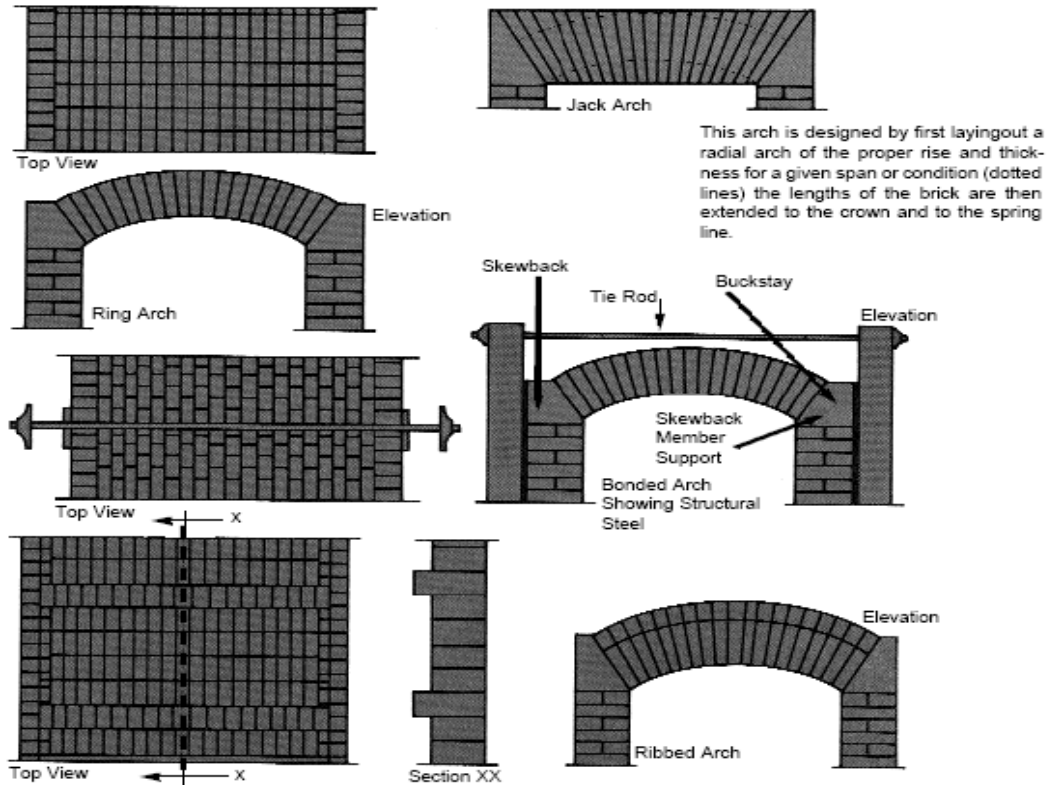 Top View
Jack Arch
This arch is designed by first layingout a
radial arch of the proper rise and thick-
ness for a given span or condition (dotted
lines) the lengths of the brick are then
extended to the crown and to the spring
line.
Elevation
Ring Arch
Skewback
Tie Rod
Buckstay
Elevation
Skewback
Member
Support
Bonded Arch
Showing Structural
Steel
Top View
X
Elevation
Ribbed Arch
Top View
X
Section XX